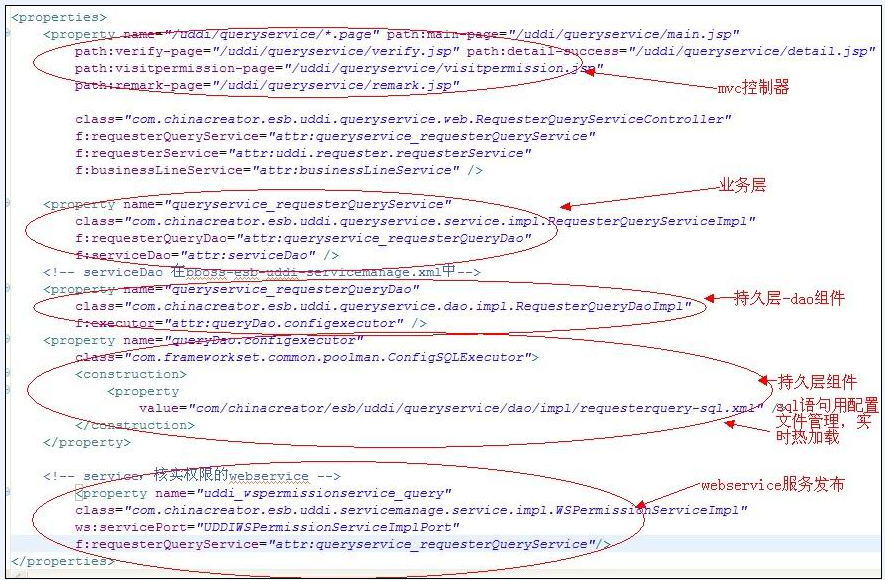 <properties>
<property name="/uddi/queryservice/*.page" path:main-page="/uddi/queryservice/main.jsp"
path:verify-page="/uddi/queryservice/verify.jsp" path:detail-success="/uddi/queryservice/detail.jsp"
path:visitpermission-page="/uddi/queryservice/visitpermission.jsp"
path:remark-page="/uddi/queryservice/remark.jsp"
mvc控制器
class="com.chinacreator.esb.uddi.queryservice.web.RequesterQueryServiceController"
f:requesterQueryService="attr:queryservice_requesterQueryService"
f:requesterService="attr:uddi.requester.requesterService"
f:businessLineService="attr:businessLineService" />
业务层
<property name="queryservice_requesterQueryService"
class="com.chinacreator.esb.uddi.queryservice.service.impl.RequesterQueryServiceImpl"
f:requesterQueryDao="attr:queryservice_requesterQueryDao"
f:serviceDao="attr:serviceDao" />
<!-- serviceDao 在bboss-esb-uddi-servicemanage.xml中-->
<property name="queryservice_requesterQueryDao"
class="com.chinacreator.esb.uddi.queryservice.dao.impl.RequesterQueryDaoImpl"
持久层-dao组件
f:executor="attr:queryDao.configexecutor" />
<property name="queryDao.configexecutor"
class="com.frameworkset.common.poolman.ConfigSQLExecutor">
<construction>
持久层组件
<property
value="com/chinacreator/esb/uddi/queryservice/dao/impl/requesterquery-sql.xml" />
sql语句用配置
文件管理，实
时热加载
</construction>
</property>
<!-- service，核实权限的webservice -->
webservice服务发布
<property name="uddi_wspermissionservice_query"
class="com.chinacreator.esb.uddi.servicemanage.service.impl.WSPermissionServiceImpl"
ws:servicePort="UDDIWSPermissionServiceImplPort"
f:requesterQueryService="attr:queryservice_requesterQueryService"/>
</properties>